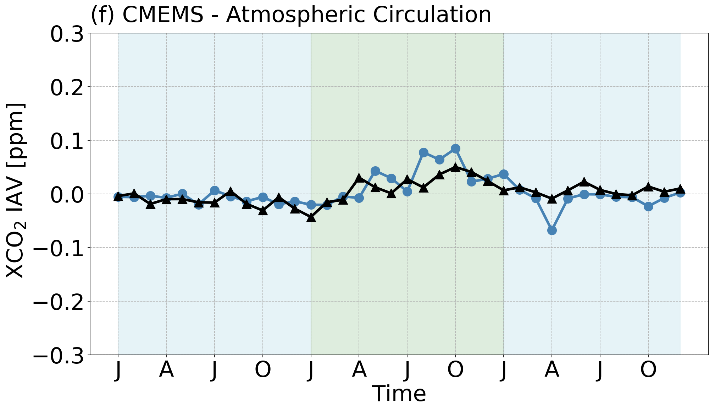 (f) CMEMS - Atmospheric Circulation
XCO₂ IAV [ppm]
0.3
0.2
0.1
0.0
−0.1
−0.2
−0.3
J A J O J A J O J A J O
Time